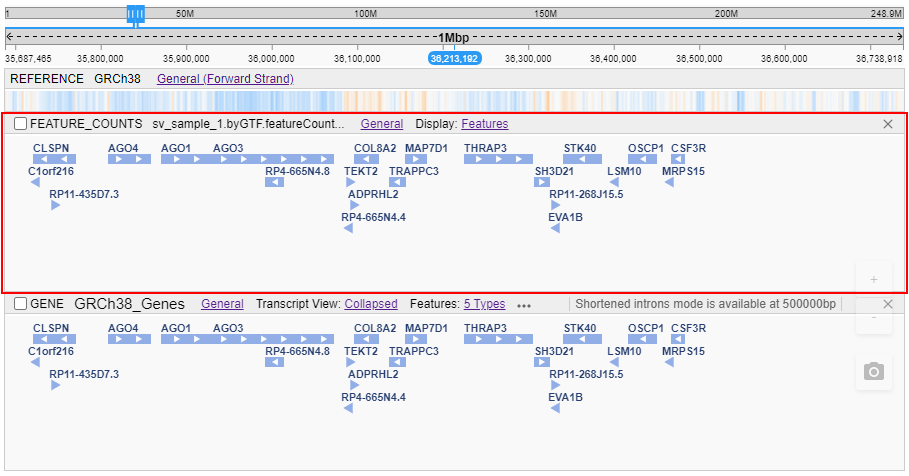 1 50M 100M 150M 200M 248.9M
1Mbp
35,687,465 35,800,000 35,900,000 36,000,000 36,100,000 36,213,192 36,300,000 36,400,000 36,500,000 36,600,000 36,738,918
REFERENCE GRCh38 General (Forward Strand)
FEATURE_COUNTS sv_sample_1.byGTF.featureCount... General Display: Features ×
CLSPN AGO4 AGO1 AGO3 COL8A2 MAP7D1 THRAP3 STK40 OSCP1 CSF3R
C1orf216 RP4-665N4.8 TEKT2 TRAPPC3 SH3D21 LSM10 MRPS15
RP11-435D7.3 ADPRHL2 RP11-268J15.5
RP4-665N4.4 EVA1B
+
GENE GRCh38_Genes General Transcript View: Collapsed Features: 5 Types ••• Shortened introns mode is available at 500000bp ×
-
CLSPN AGO4 AGO1 AGO3 COL8A2 MAP7D1 THRAP3 STK40 OSCP1 CSF3R
C1orf216 RP4-665N4.8 TEKT2 TRAPPC3 SH3D21 LSM10 MRPS15
RP11-435D7.3 ADPRHL2 RP11-268J15.5
RP4-665N4.4 EVA1B